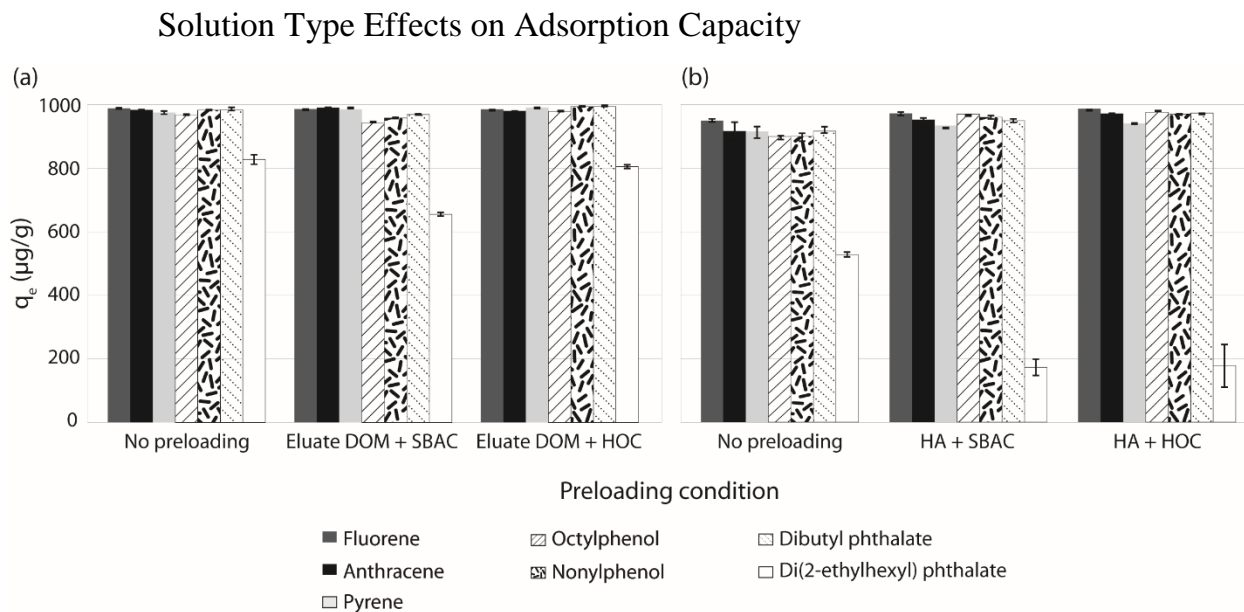 Solution Type Effects on Adsorption Capacity
(a)
(b)
qe (µg/g)
1000
800
600
400
200
0
No preloading
Eluate DOM + SBAC
Eluate DOM + HOC
No preloading
HA + SBAC
HA + HOC
Preloading condition
Fluorene
Octylphenol
Dibutyl phthalate
Anthracene
Nonylphenol
Di(2-ethylhexyl) phthalate
Pyrene